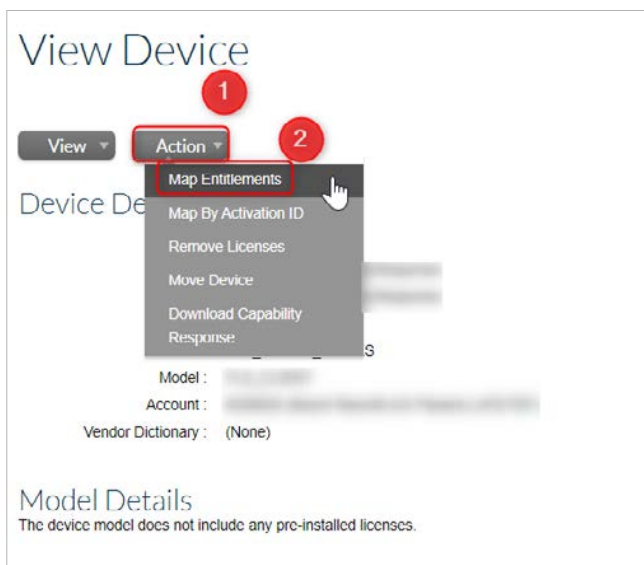 View Device
1
View
Action
2
Map Entitlements
Device De
Map By Activation ID
Remove Licenses
Move Device
Download Capability
Response
S
Model :
Account :
Vendor Dictionary : (None)
Model Details
The device model does not include any pre-installed licenses.